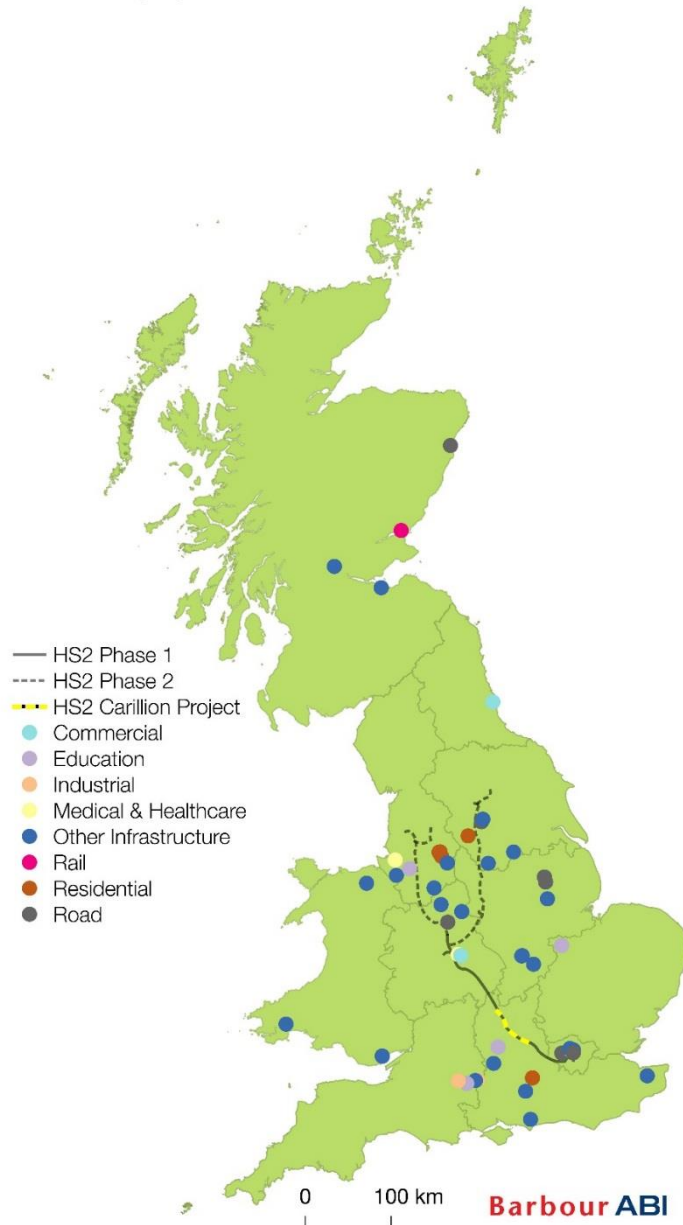 HS2 Phase 1
HS2 Phase 2
HS2 Carillion Project
Commercial
Education
Industrial
Medical & Healthcare
Other Infrastructure
Rail
Residential
Road
0 100 km
Barbour ABI